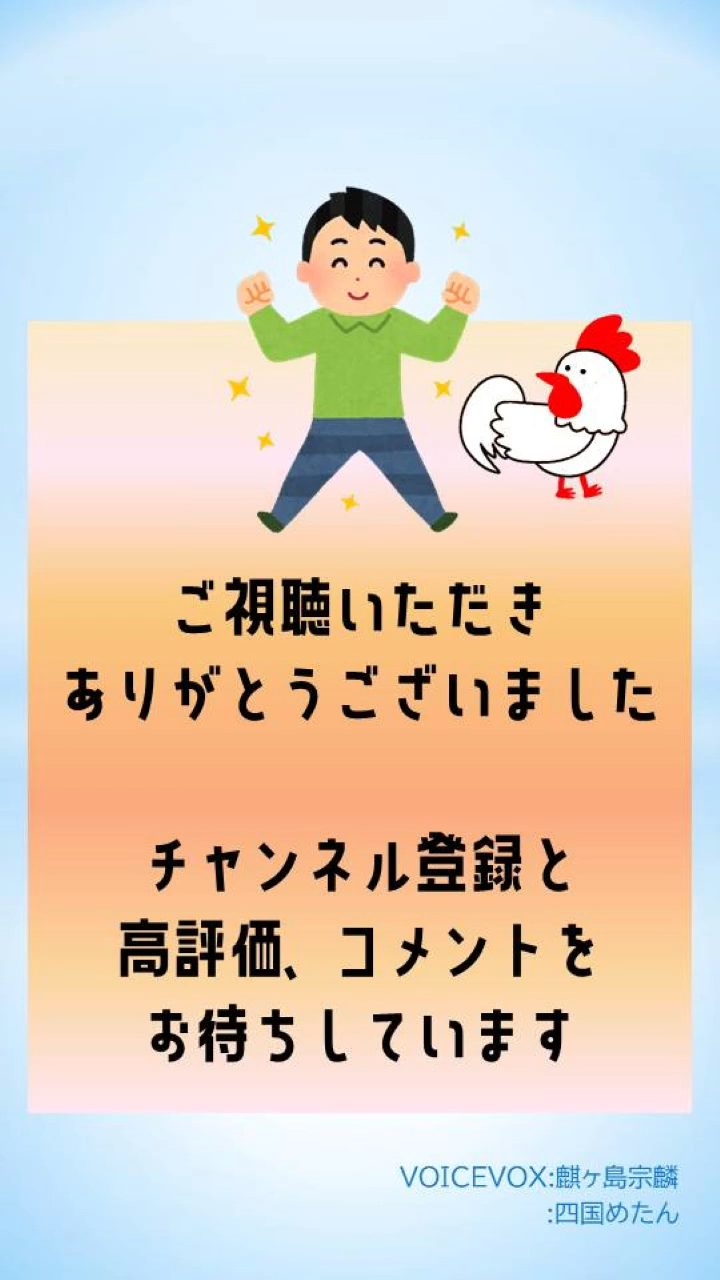 ご視聴いただき
ありがとうございました
チャンネル登録と
高評価、コメントを
お待ちしています
VOICEVOX:麒ヶ島宗麟
:四国めたん